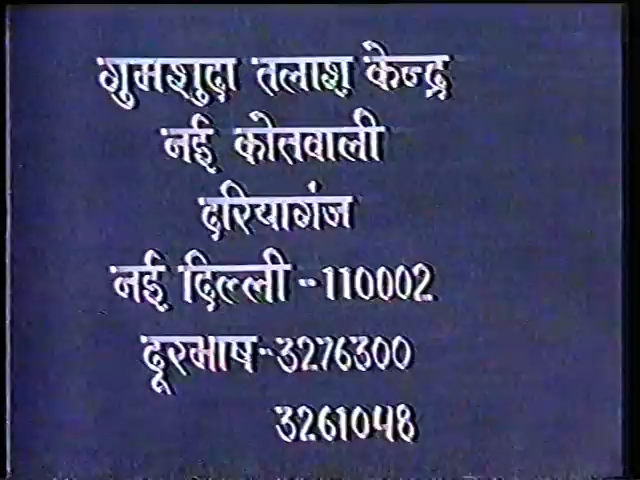 गुमशुदा तलाश केन्द्र
नई कोतवाली
दरियागंज
नई दिल्ली-110002
दूरभाष-3276300
3261048